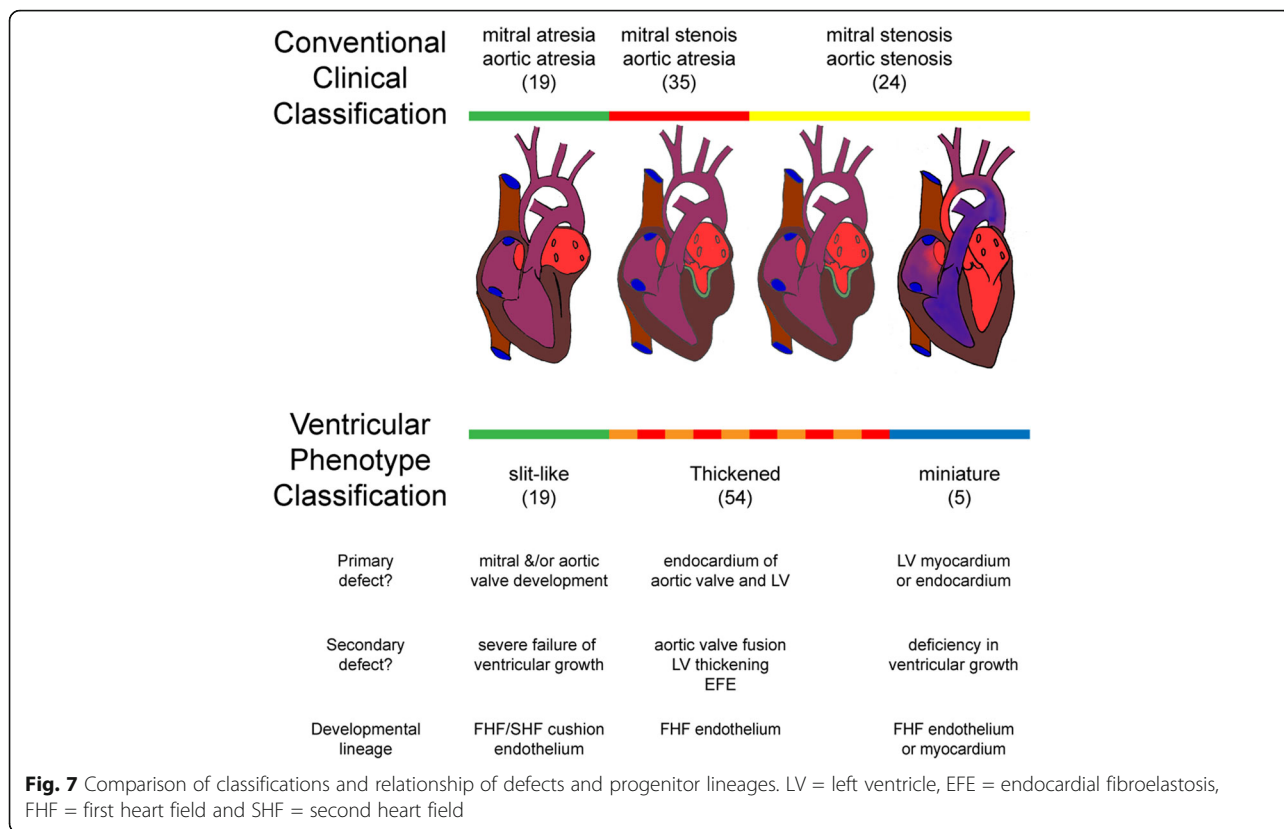 Conventional
Clinical
Classification
mitral atresia
aortic atresia
(19)
mitral stenois
aortic atresia
(35)
mitral stenosis
aortic stenosis
(24)
Ventricular
Phenotype
Classification
slit-like
(19)
Thickened
(54)
miniature
(5)
Primary
defect?
mitral &/or aortic
valve development
endocardium of
aortic valve and LV
LV myocardium
or endocardium
Secondary
defect?
severe failure of
ventricular growth
aortic valve fusion
LV thickening
EFE
deficiency in
ventricular growth
Developmental
lineage
FHF/SHF cushion
endothelium
FHF endothelium
FHF endothelium
or myocardium
Fig. 7 Comparison of classifications and relationship of defects and progenitor lineages. LV = left ventricle, EFE = endocardial fibroelastosis,
FHF = first heart field and SHF = second heart field